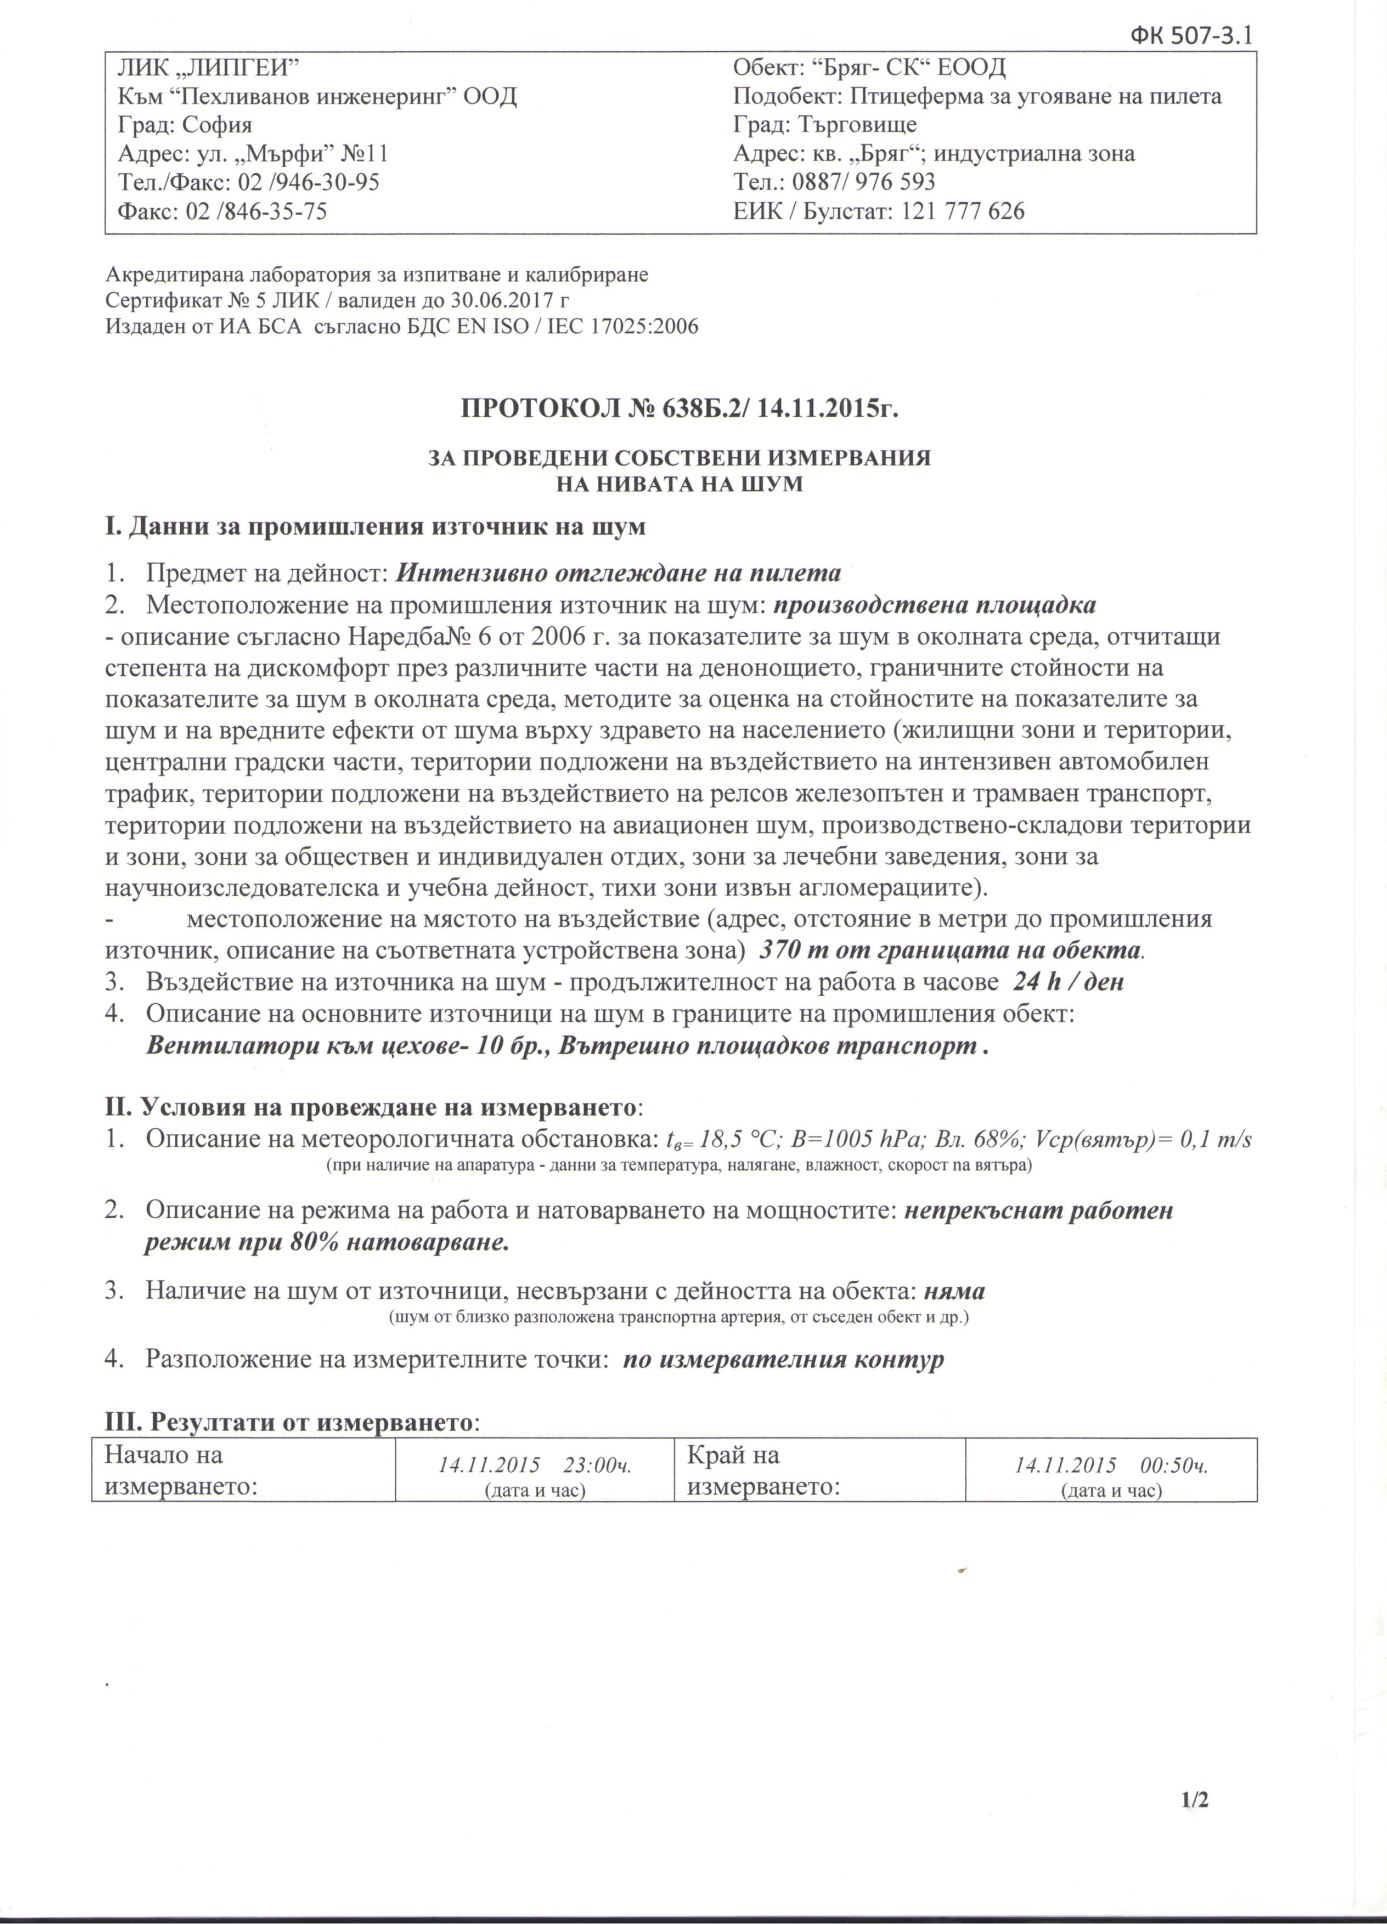 ФК 507-3.1
ЛИК „ЛИПГЕИ”
Към “Пехливанов инженеринг” ООД
Град: София
Адрес: ул. „Мърфи” №11
Тел./Факс: 02 /946-30-95
Факс: 02 /846-35-75
Обект: “Бряг- СК“ ЕООД
Подобект: Птицеферма за угояване на пилета
Град: Търговище
Адрес: кв. „Бряг“; индустриална зона
Тел.: 0887/ 976 593
ЕИК / Булстат: 121 777 626
Акредитирана лаборатория за изпитване и калибриране
Сертификат № 5 ЛИК / валиден до 30.06.2017 г
Издаден от ИА БСА съгласно БДС EN ISO / IEC 17025:2006
ПРОТОКОЛ № 638Б.2/ 14.11.2015г.
ЗА ПРОВЕДЕНИ СОБСТВЕНИ ИЗМЕРВАНИЯ
НА НИВАТА НА ШУМ
I. Данни за промишления източник на шум
1. Предмет на дейност: Интензивно отглеждане на пилета
2. Местоположение на промишления източник на шум: производствена площадка
- описание съгласно Наредба№ 6 от 2006 г. за показателите за шум в околната среда, отчитащи
степента на дискомфорт през различните части на денонощието, граничните стойности на
показателите за шум в околната среда, методите за оценка на стойностите на показателите за
шум и на вредните ефекти от шума върху здравето на населението (жилищни зони и територии,
централни градски части, територии подложени на въздействието на интензивен автомобилен
трафик, територии подложени на въздействието на релсов железопътен и трамваен транспорт,
територии подложени на въздействието на авиационен шум, производствено-складови територии
и зони, зони за обществен и индивидуален отдих, зони за лечебни заведения, зони за
научноизследователска и учебна дейност, тихи зони извън агломерациите).
- местоположение на мястото на въздействие (адрес, отстояние в метри до промишления
източник, описание на съответната устройствена зона) 370 m от границата на обекта.
3. Въздействие на източника на шум - продължителност на работа в часове 24 h / ден
4. Описание на основните източници на шум в границите на промишления обект:
Вентилатори към цехове- 10 бр., Вътрешно площадков транспорт .
II. Условия на провеждане на измерването:
1. Описание на метеорологичната обстановка: tв= 18,5 °C; B=1005 hPa; Вл. 68%; Vср(вятър)= 0,1 m/s
(при наличие на апаратура - данни за температура, налягане, влажност, скорост па вятъра)
2. Описание на режима на работа и натоварването на мощностите: непрекъснат работен
режим при 80% натоварване.
3. Наличие на шум от източници, несвързани с дейността на обекта: няма
(шум от близко разположена транспортна артерия, от съседен обект и др.)
4. Разположение на измерителните точки: по измервателния контур
III. Резултати от измерването:
Начало на
измерването:
14.11.2015 23:00ч.
(дата и час)
Край на
измерването:
14.11.2015 00:50ч.
(дата и час)
1/2